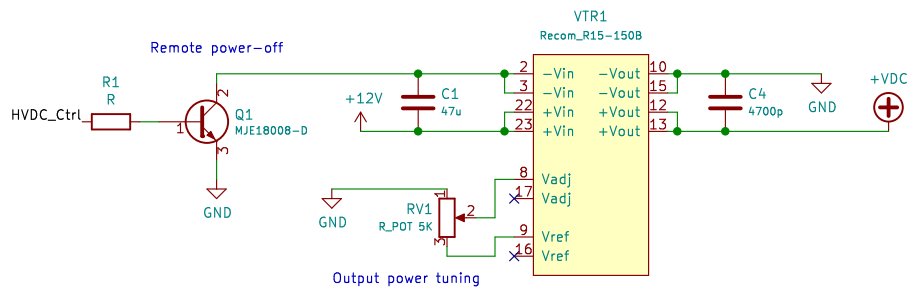 VTR1
Recom_R15-150B
Remote power-off
2 -Vin -Vout 10
3 -Vin -Vout 15
22 +Vin +Vout 12
23 +Vin +Vout 13
R1
R
HVDC_Ctrl
1
2
3
Q1
MJE18008-D
GND
+12V
C1
47u
C4
4700p
GND
+VDC
8 Vadj
17 Vadj
9 Vref
16 Vref
GND
1
RV1 2
R_POT 5K
3
Output power tuning